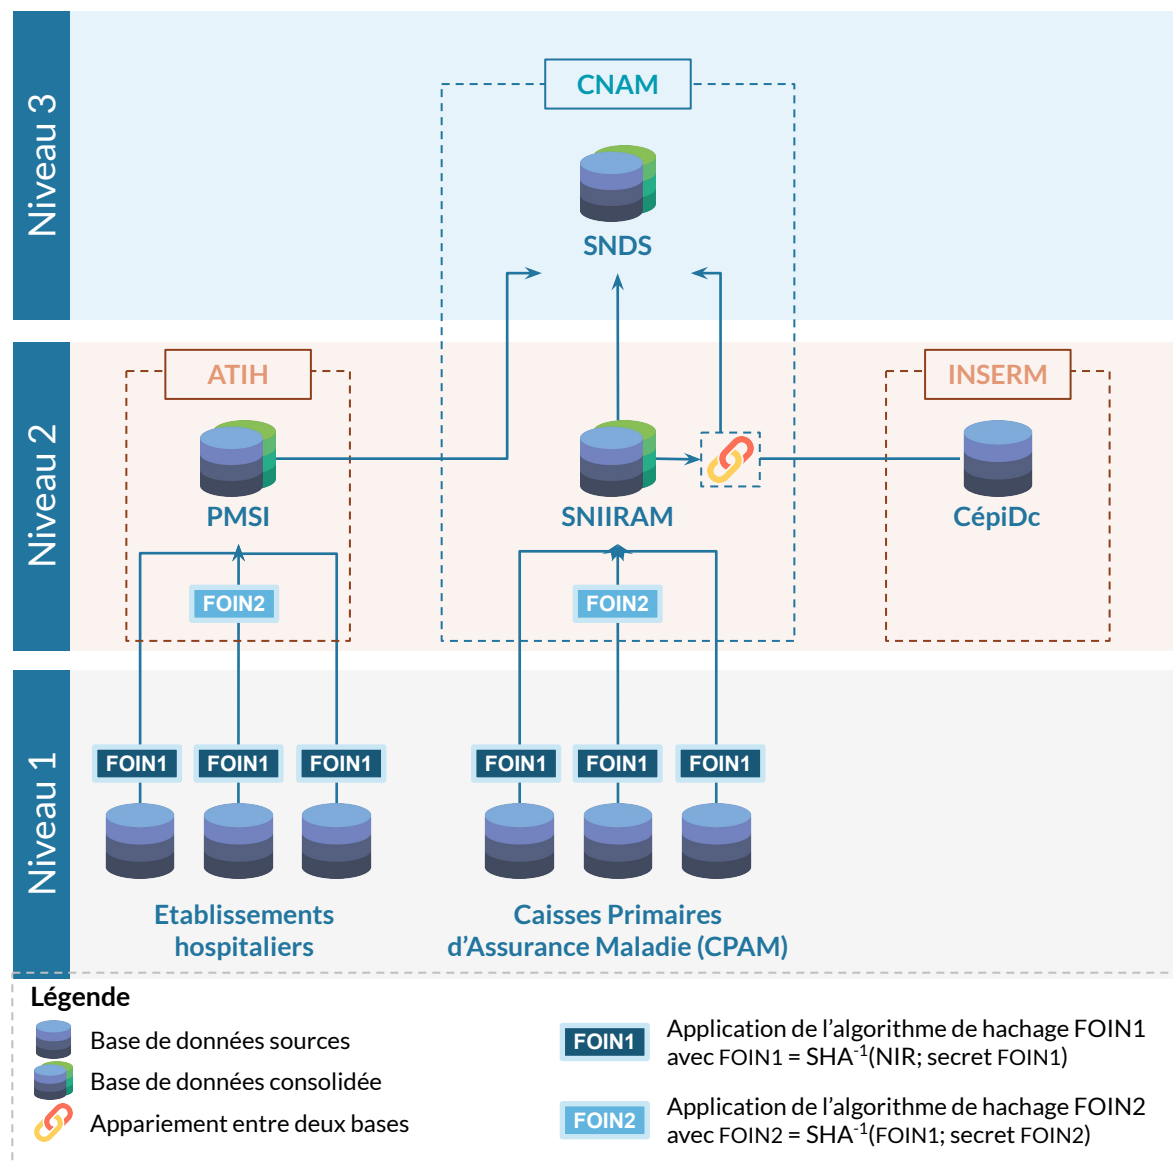 Niveau 3
CNAM
SNDS
Niveau 2
ATIH
INSERM
PMSI
SNIIRAM
CépiDc
FOIN2
FOIN2
Niveau 1
FOIN1
FOIN1
FOIN1
FOIN1
FOIN1
FOIN1
Etablissements
hospitaliers
Caisses Primaires
d'Assurance Maladie (CPAM)
Légende
Base de données sources
Base de données consolidée
Appariement entre deux bases
FOIN1
Application de l'algorithme de hachage FOIN1
avec FOIN1 = SHA⁻¹(NIR; secret FOIN1)
FOIN2
Application de l'algorithme de hachage FOIN2
avec FOIN2 = SHA⁻¹(FOIN1; secret FOIN2)